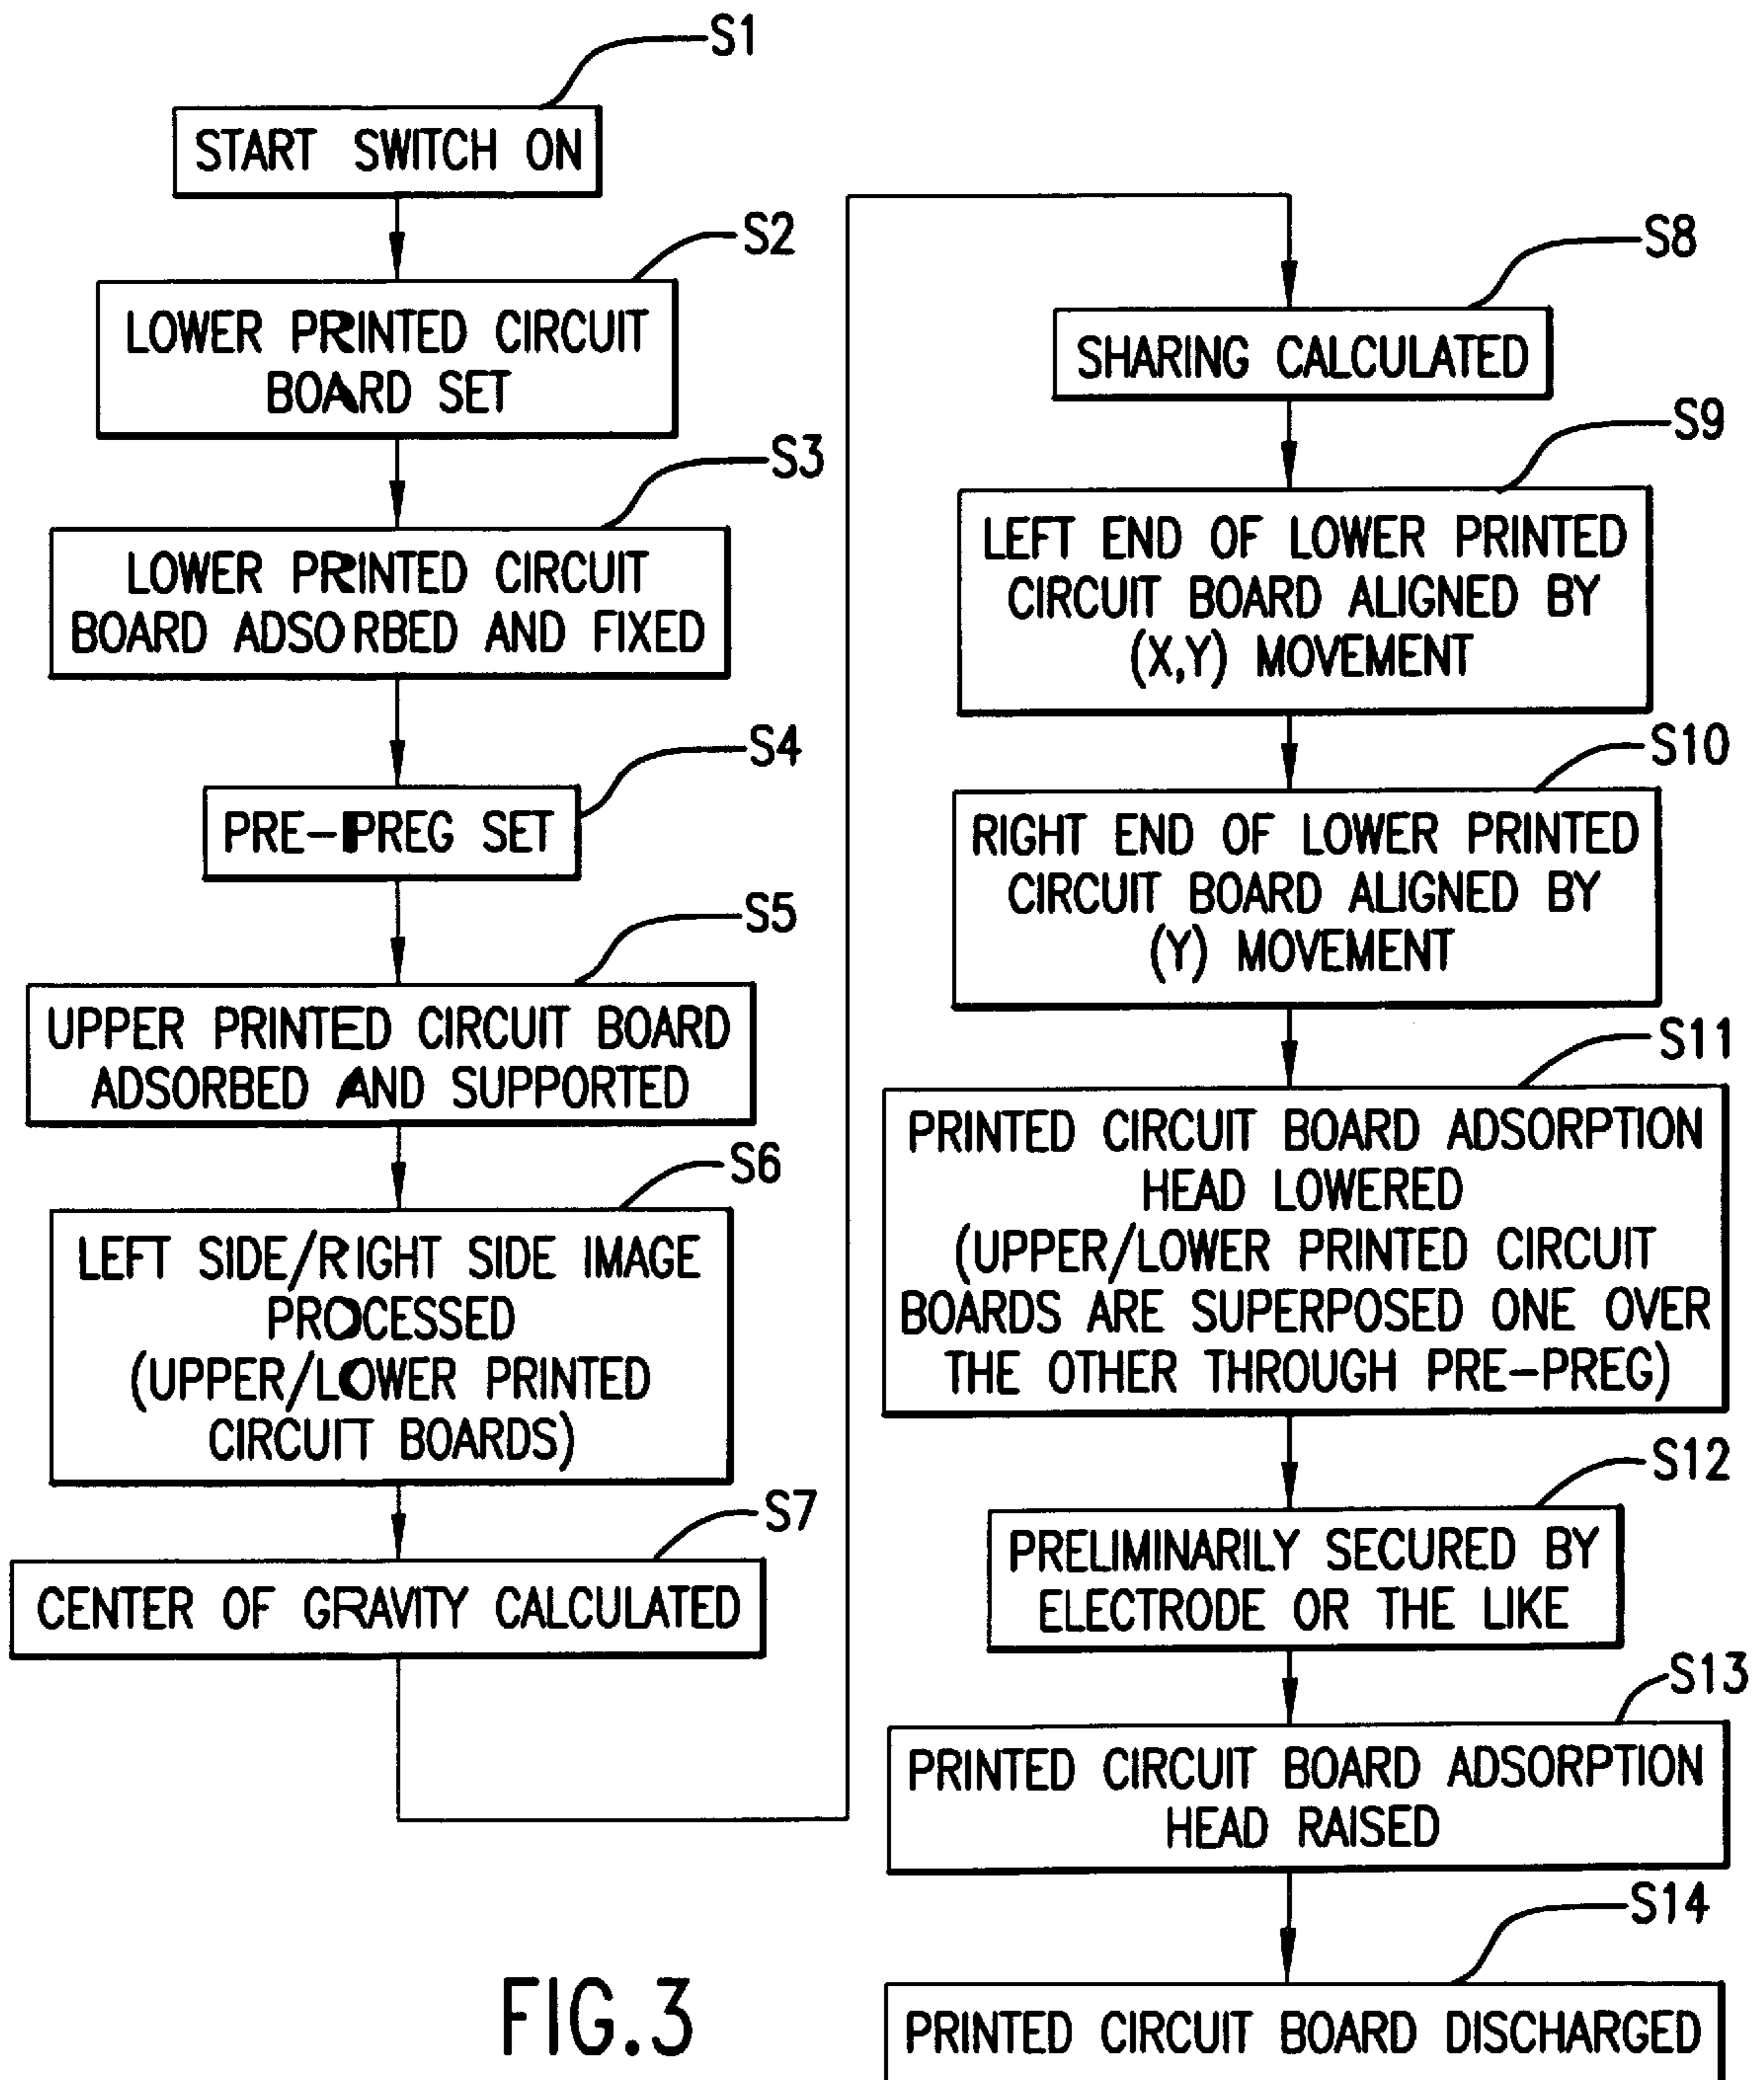 S1
START SWITCH ON
S2
LOWER PRINTED CIRCUIT
BOARD SET
S3
LOWER PRINTED CIRCUIT
BOARD ADSORBED AND FIXED
S4
PRE-PREG SET
S5
UPPER PRINTED CIRCUIT BOARD
ADSORBED AND SUPPORTED
S6
LEFT SIDE/RIGHT SIDE IMAGE
PROCESSED
(UPPER/LOWER PRINTED
CIRCUIT BOARDS)
S7
CENTER OF GRAVITY CALCULATED
S8
SHARING CALCULATED
S9
LEFT END OF LOWER PRINTED
CIRCUIT BOARD ALIGNED BY
(X,Y) MOVEMENT
S10
RIGHT END OF LOWER PRINTED
CIRCUIT BOARD ALIGNED BY
(Y) MOVEMENT
S11
PRINTED CIRCUIT BOARD ADSORPTION
HEAD LOWERED
(UPPER/LOWER PRINTED CIRCUIT
BOARDS ARE SUPERPOSED ONE OVER
THE OTHER THROUGH PRE-PREG)
S12
PRELIMINARILY SECURED BY
ELECTRODE OR THE LIKE
S13
PRINTED CIRCUIT BOARD ADSORPTION
HEAD RAISED
S14
PRINTED CIRCUIT BOARD DISCHARGED
FIG.3